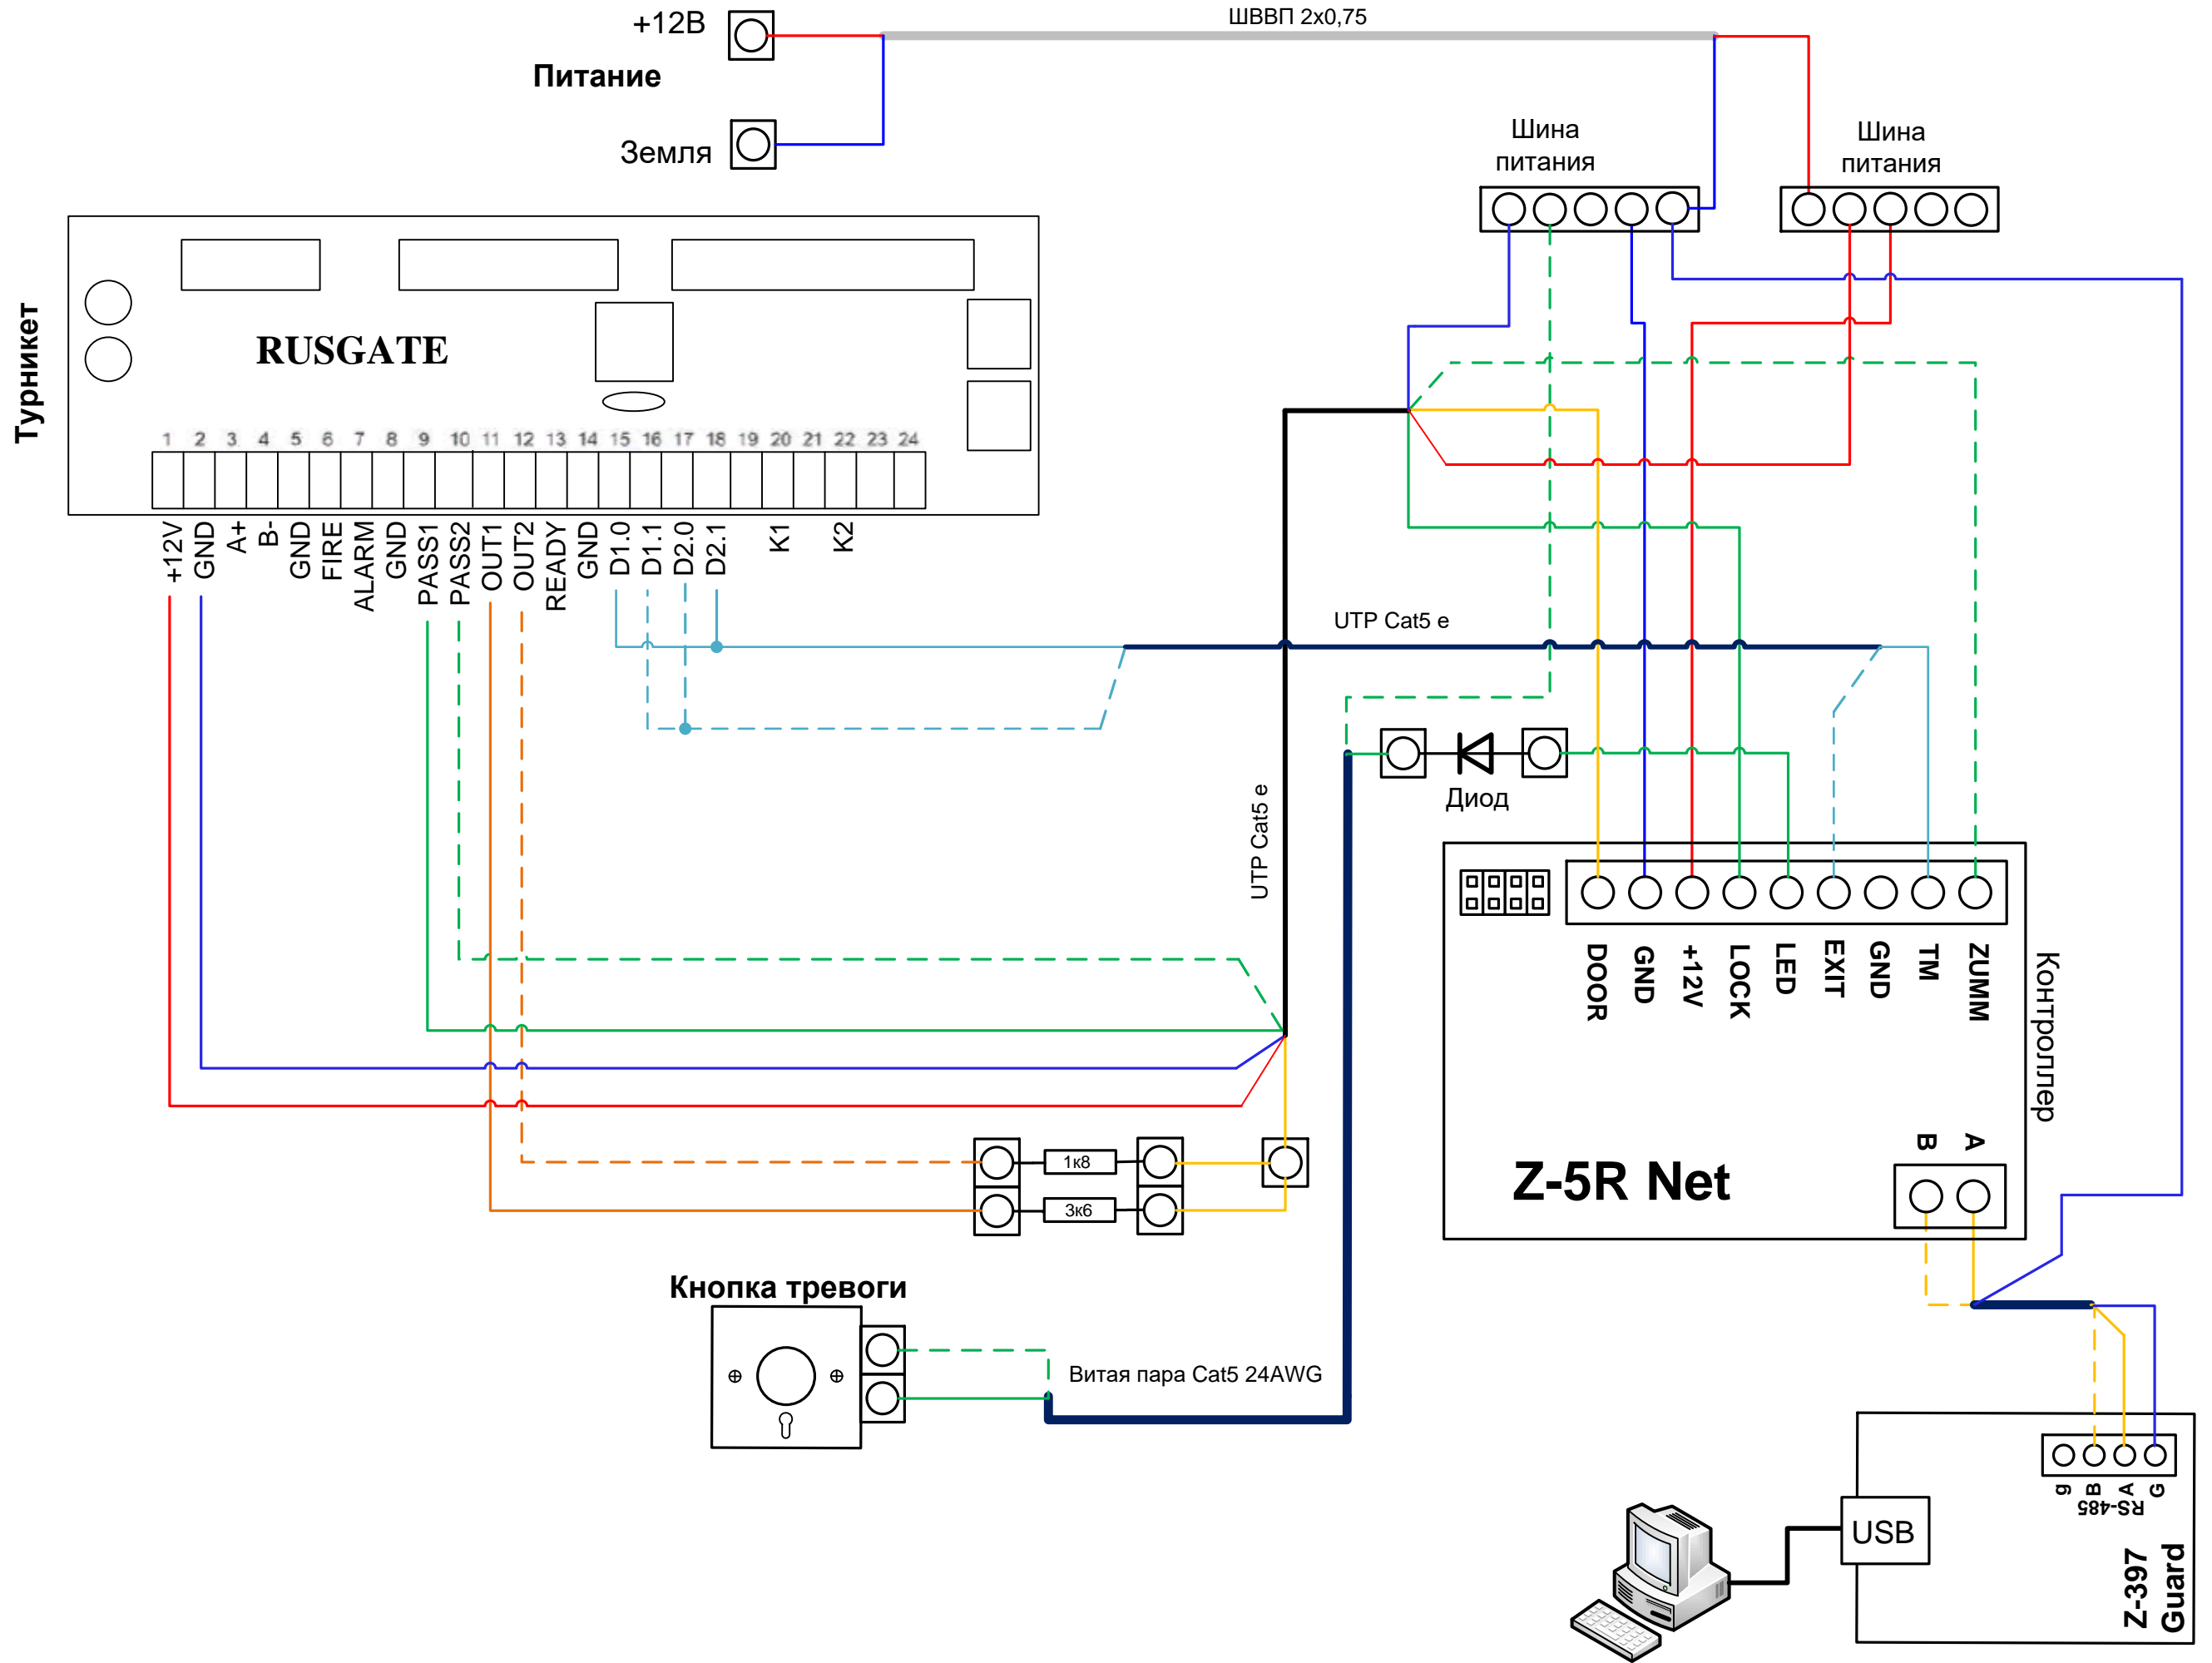 +12В
Питание
Земля
ШВВП 2х0,75
Шина
питания
Шина
питания
Турникет
RUSGATE
1 2 3 4 5 6 7 8 9 10 11 12 13 14 15 16 17 18 19 20 21 22 23 24
+12V
GND
A+
B-
GND
FIRE
ALARM
GND
PASS1
PASS2
OUT1
OUT2
READY
GND
D1.0
D1.1
D2.0
D2.1
K1
K2
UTP Cat5 e
UTP Cat5 e
Диод
DOOR
GND
+12V
LOCK
LED
EXIT
GND
TM
ZUMM
Контроллер
B
A
Z-5R Net
1к8
3к6
Кнопка тревоги
Витая пара Cat5 24AWG
g
B
A
G
RS-485
USB
Z-397
Guard